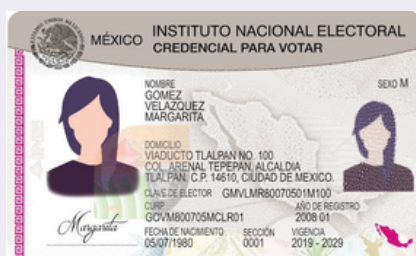 MÉXICO
INSTITUTO NACIONAL ELECTORAL
CREDENCIAL PARA VOTAR
NOMBRE
GOMEZ
VELAZQUEZ
MARGARITA
SEXO M
DOMICILIO
VIADUCTO TLALPAN NO. 100
COL. ARENAL TEPEPAN, ALCALDIA
TLALPAN, C.P. 14610, CIUDAD DE MEXICO.
CLAVE DE ELECTOR GMVLMR80070501M100
CURP
GOVM800705MCLR01
AÑO DE REGISTRO
2008 01
FECHA DE NACIMIENTO
05/07/1980
SECCIÓN
0001
VIGENCIA
2019 - 2029
Margarita